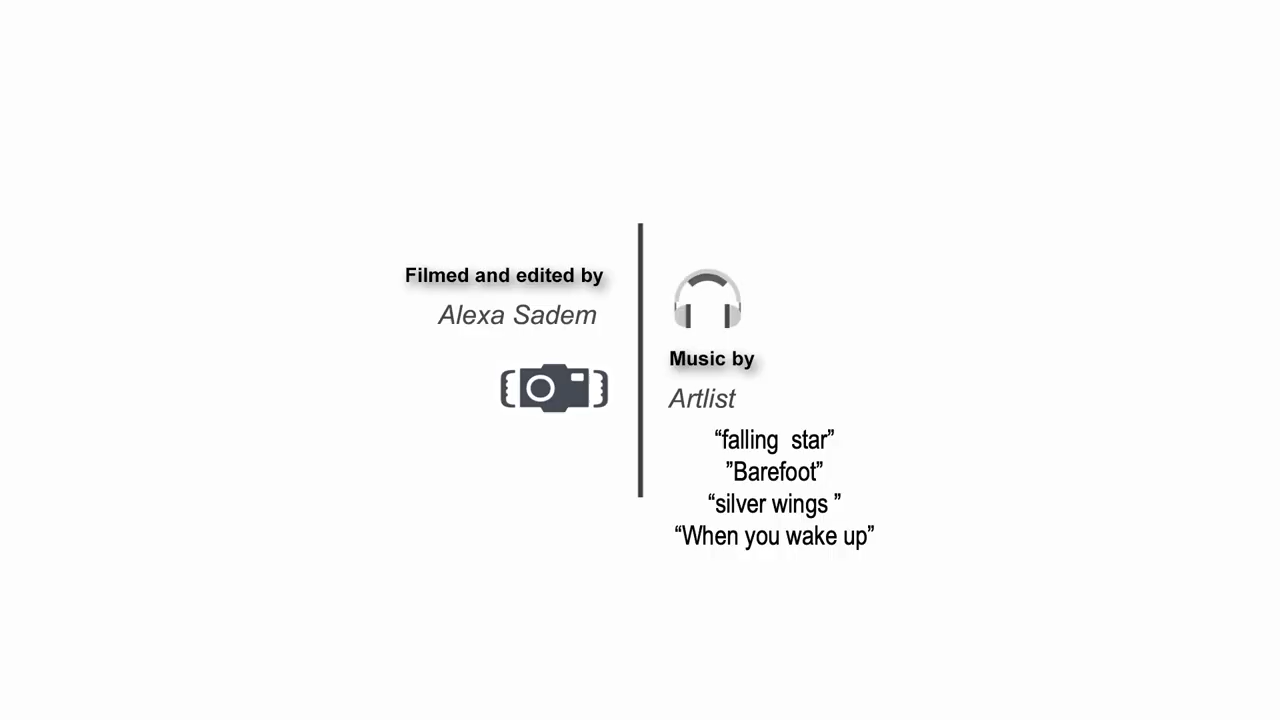 Filmed and edited by
Alexa Sadem
Music by
Artlist
“falling  star”
”Barefoot”
“silver wings ”
“When you wake up”